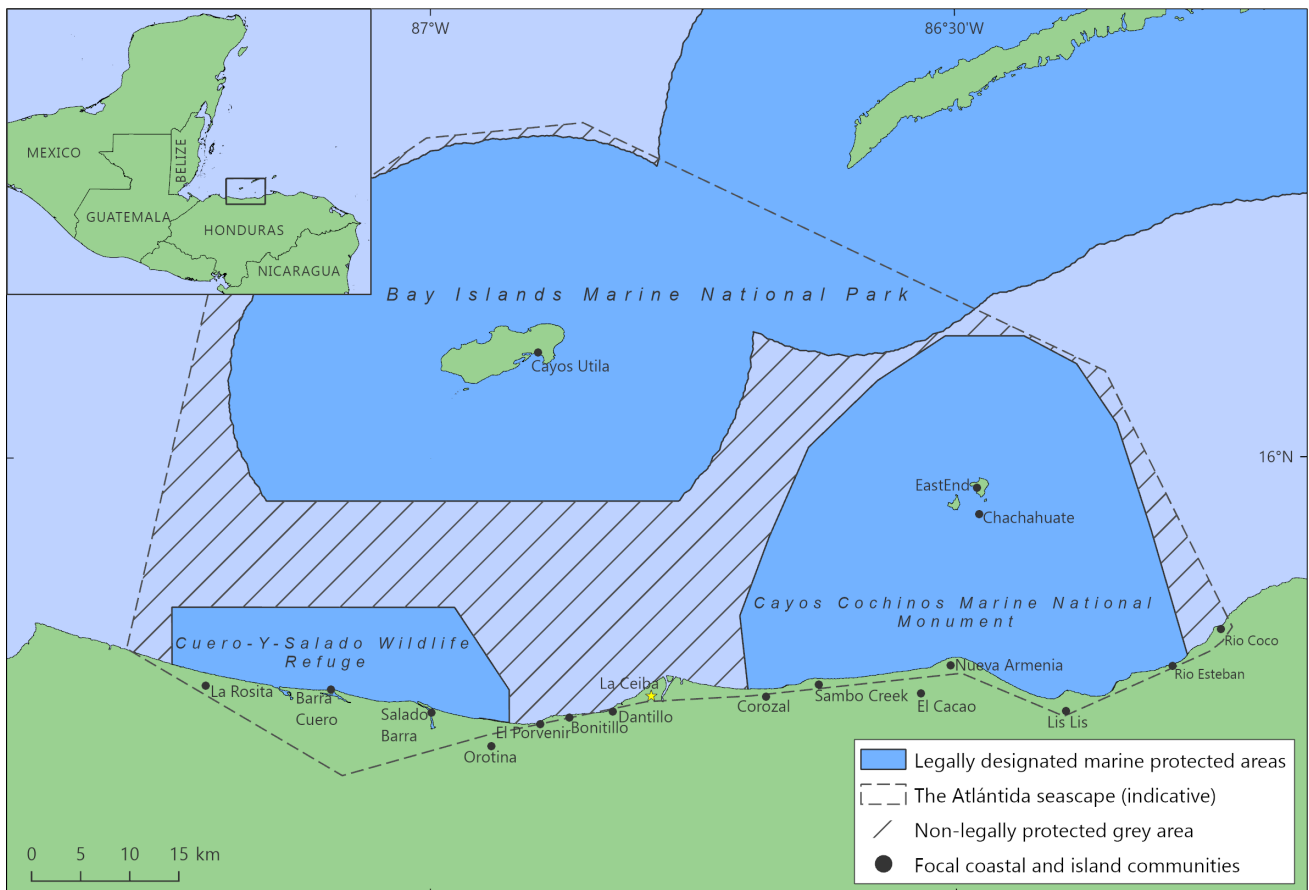 87°W
86°30'W
MEXICO
BELIZE
GUATEMALA
HONDURAS
NICARAGUA
Bay Islands Marine National Park
Cayos Utila
16°N
EastEnd
Chachahuate
Cayos Cochinos Marine National
Monument
Cuero-Y-Salado Wildlife
Refuge
Rio Coco
Nueva Armenia
Rio Esteban
La Rosita
La Ceiba
Barra
Cuero
Sambo Creek
El Cacao
Corozal
Salado
Barra
Dantillo
Lis Lis
Bonitillo
El Porvenir
Orotina
Legally designated marine protected areas
The Atlántida seascape (indicative)
Non-legally protected grey area
Focal coastal and island communities
0 5 10 15 km